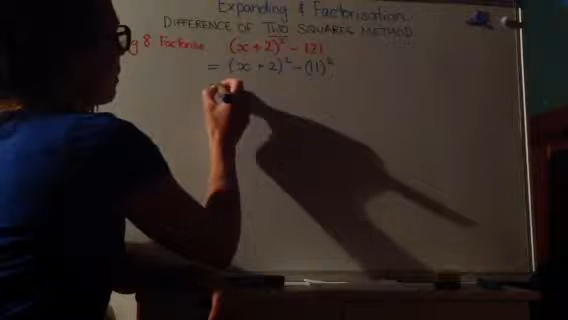 Expanding & Factorisation
DIFFERENCE OF TWO SQUARES METHOD
g 8 Factorise (x + 2)² - 121
= (x + 2)² - (11)²